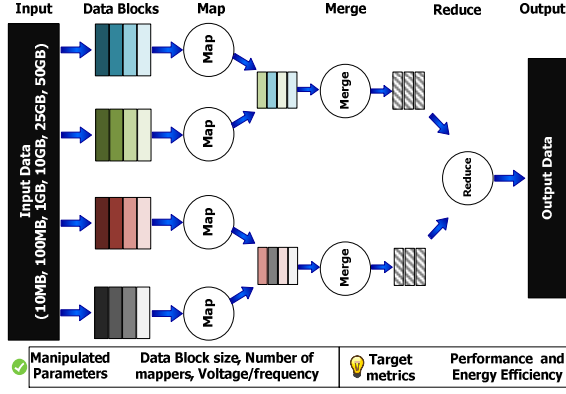 Input Data Blocks Map Merge Reduce Output
Input Data
(10MB, 100MB, 1GB, 10GB, 25GB, 50GB)
Map
Map
Map
Map
Merge
Merge
Reduce
Output Data
Manipulated
Parameters
Data Block size, Number of
mappers, Voltage/frequency
Target
metrics
Performance and
Energy Efficiency